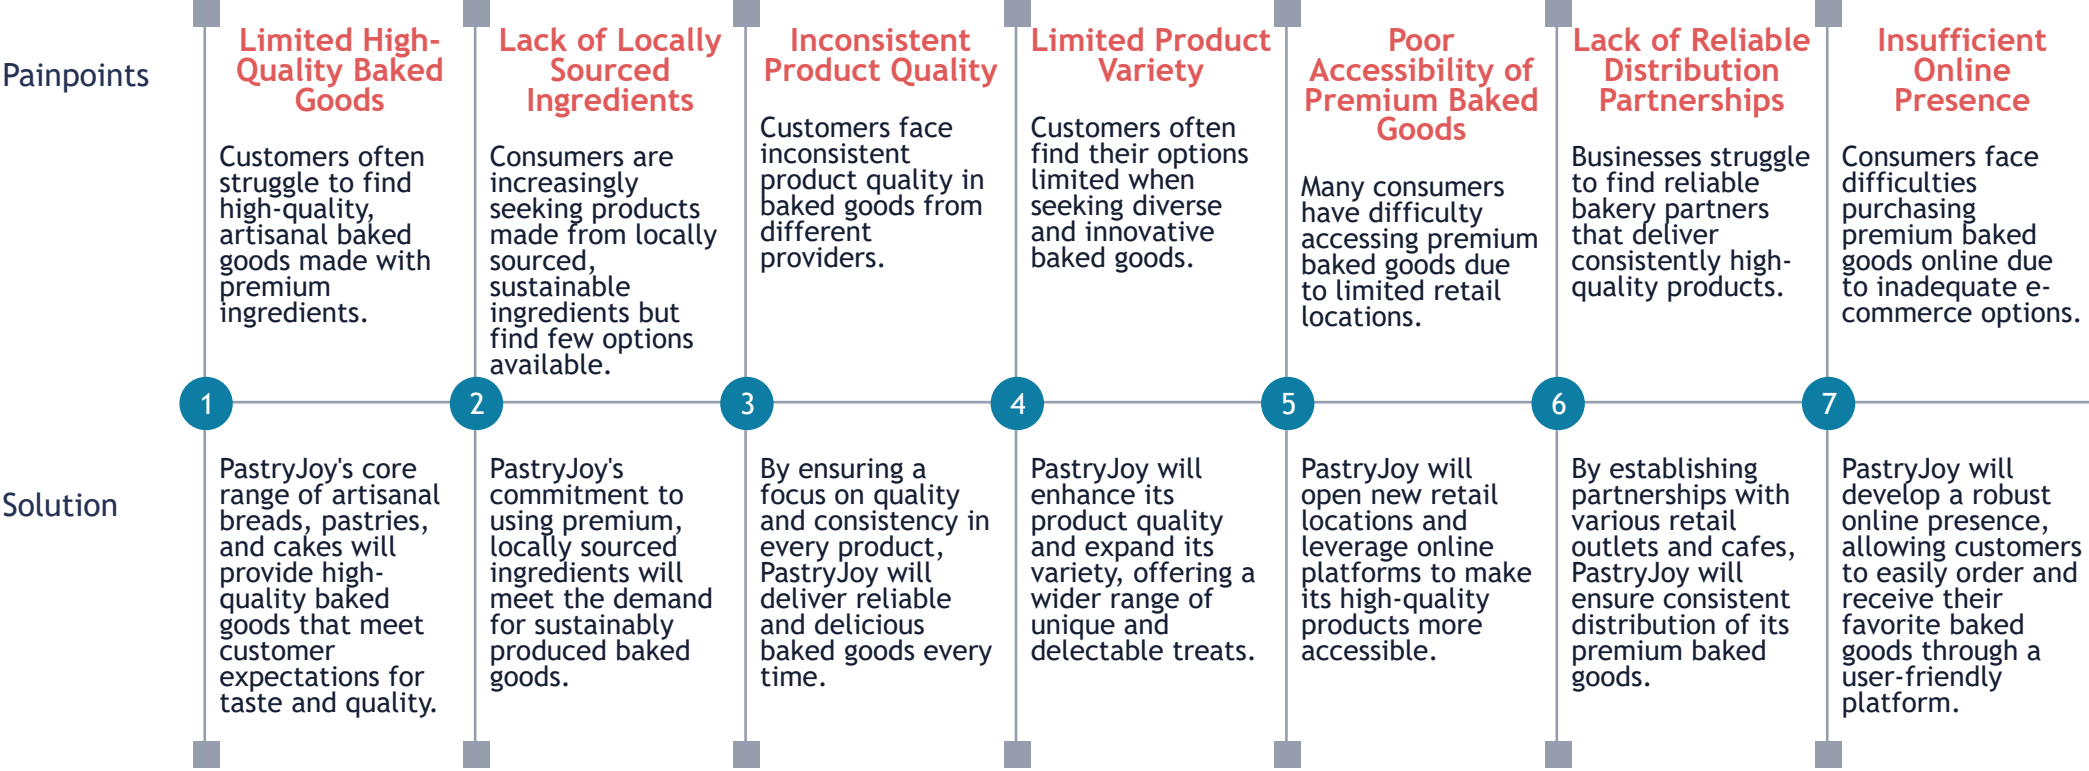 Painpoints
Limited High-
Quality Baked
Goods
Customers often
struggle to find
high-quality,
artisanal baked
goods made with
premium
ingredients.
Lack of Locally
Sourced
Ingredients
Consumers are
increasingly
seeking products
made from locally
sourced,
sustainable
ingredients but
find few options
available.
Inconsistent
Product Quality
Customers face
inconsistent
product quality in
baked goods from
different
providers.
Limited Product
Variety
Customers often
find their options
limited when
seeking diverse
and innovative
baked goods.
Poor
Accessibility of
Premium Baked
Goods
Many consumers
have difficulty
accessing premium
baked goods due
to limited retail
locations.
Lack of Reliable
Distribution
Partnerships
Businesses struggle
to find reliable
bakery partners
that deliver
consistently high-
quality products.
Insufficient
Online
Presence
Consumers face
difficulties
purchasing
premium baked
goods online due
to inadequate e-
commerce options.
1
2
3
4
5
6
7
Solution
PastryJoy's core
range of artisanal
breads, pastries,
and cakes will
provide high-
quality baked
goods that meet
customer
expectations for
taste and quality.
PastryJoy's
commitment to
using premium,
locally sourced
ingredients will
meet the demand
for sustainably
produced baked
goods.
By ensuring a
focus on quality
and consistency in
every product,
PastryJoy will
deliver reliable
and delicious
baked goods every
time.
PastryJoy will
enhance its
product quality
and expand its
variety, offering a
wider range of
unique and
delectable treats.
PastryJoy will
open new retail
locations and
leverage online
platforms to make
its high-quality
products more
accessible.
By establishing
partnerships with
various retail
outlets and cafes,
PastryJoy will
ensure consistent
distribution of its
premium baked
goods.
PastryJoy will
develop a robust
online presence,
allowing customers
to easily order and
receive their
favorite baked
goods through a
user-friendly
platform.